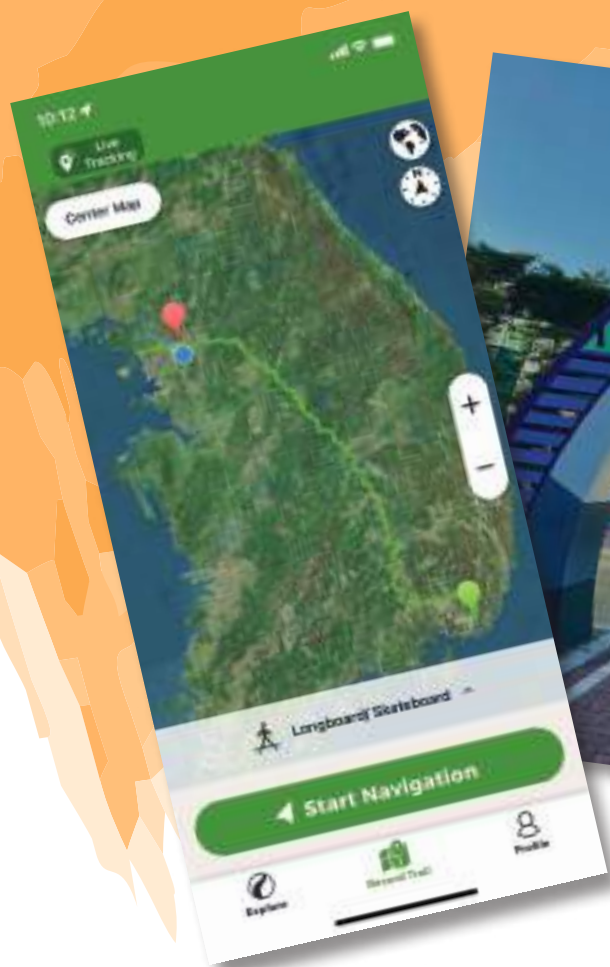 10:12
Live
Tracking
Center Map
N
+
−
Longboard/ Skateboard
Start Navigation
Explore
Record Trail
Profile